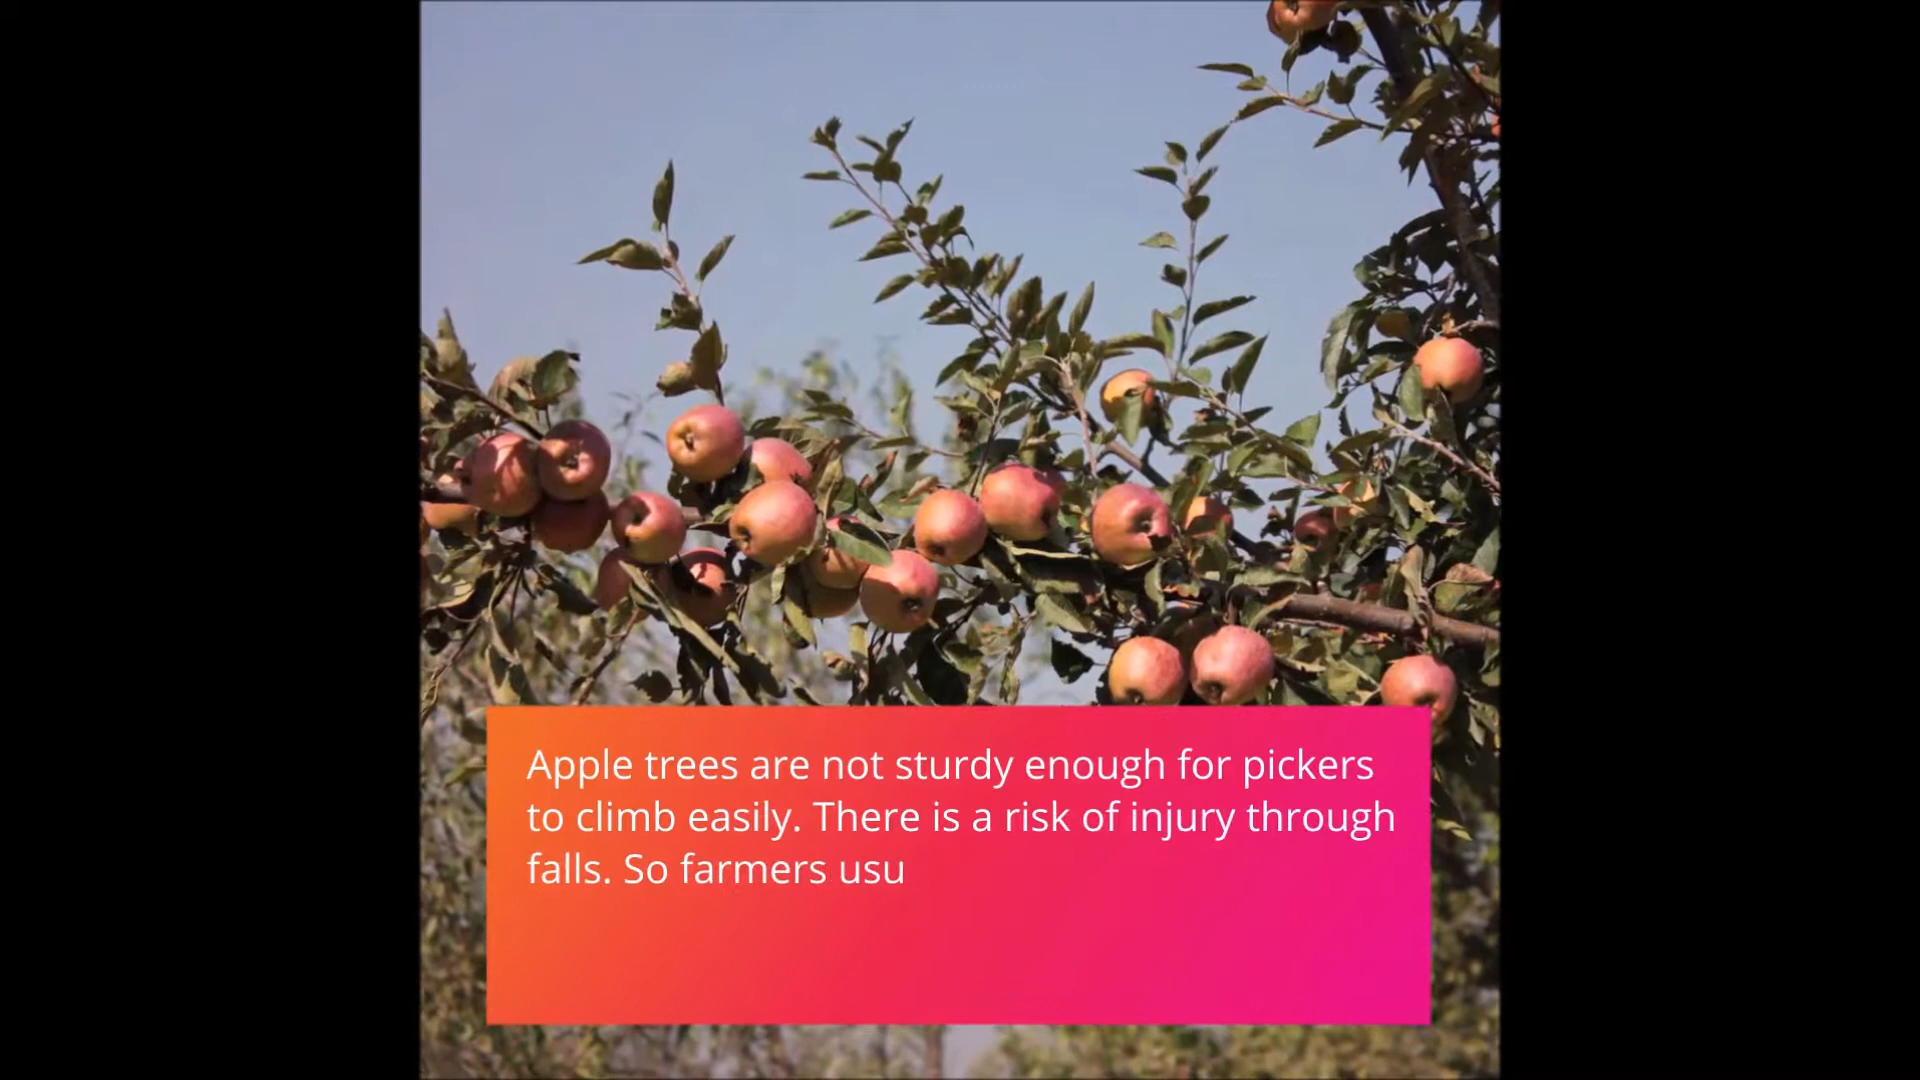 Apple trees are not sturdy enough for pickers
to climb easily. There is a risk of injury through
falls. So farmers usu